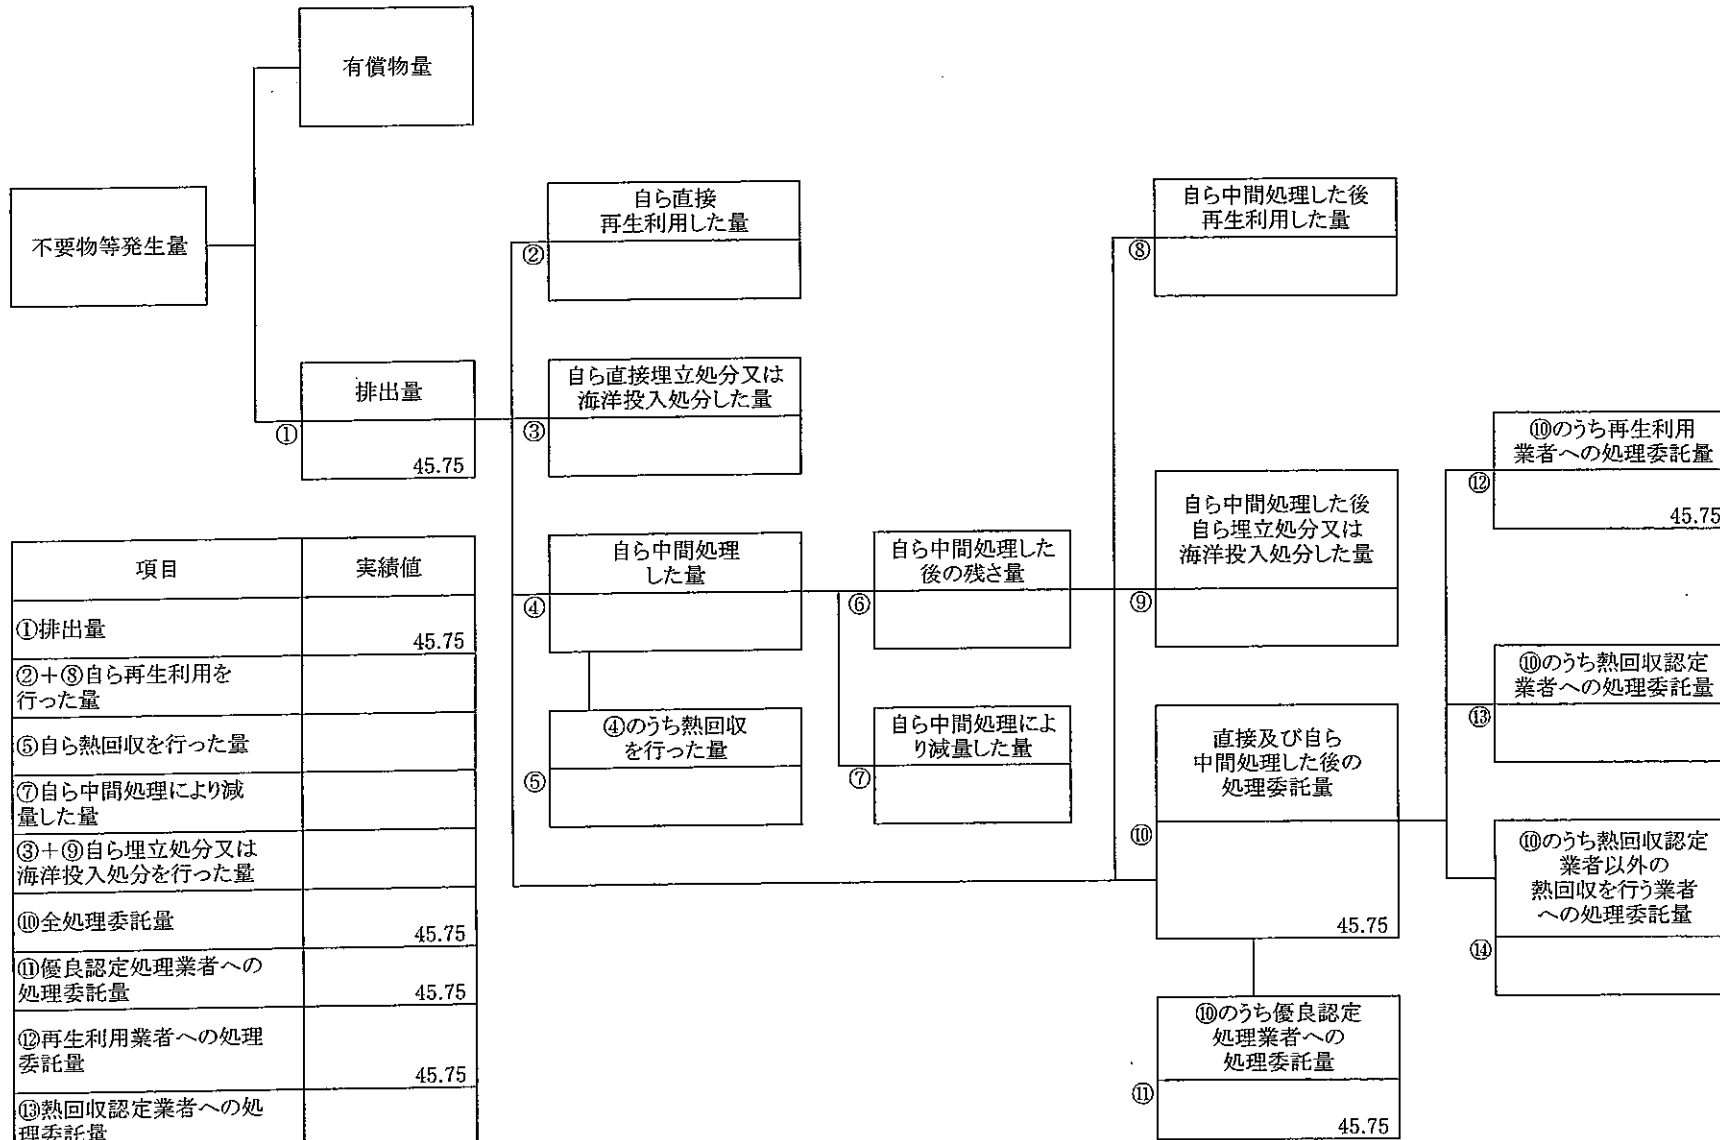 有償物量
不要物等発生量
排出量
①
45.75
自ら直接
再生利用した量
②
自ら直接埋立処分又は
海洋投入処分した量
③
自ら中間処理
した量
④
④のうち熱回収
を行った量
⑤
自ら中間処理した
後の残さ量
⑥
自ら中間処理によ
り減量した量
⑦
自ら中間処理した後
再生利用した量
⑧
自ら中間処理した後
自ら埋立処分又は
海洋投入処分した量
⑨
直接及び自ら
中間処理した後の
処理委託量
⑩
45.75
⑩のうち優良認定
処理業者への
処理委託量
⑪
45.75
⑩のうち再生利用
業者への処理委託量
⑫
45.75
⑩のうち熱回収認定
業者への処理委託量
⑬
⑩のうち熱回収認定
業者以外の
熱回収を行う業者
への処理委託量
⑭
項目 実績値
①排出量 45.75
②+⑧自ら再生利用を
行った量
⑤自ら熱回収を行った量
⑦自ら中間処理により減
量した量
③+⑨自ら埋立処分又は
海洋投入処分を行った量
⑩全処理委託量 45.75
⑪優良認定処理業者への
処理委託量 45.75
⑫再生利用業者への処理
委託量 45.75
⑬熱回収認定業者への処
理委託量